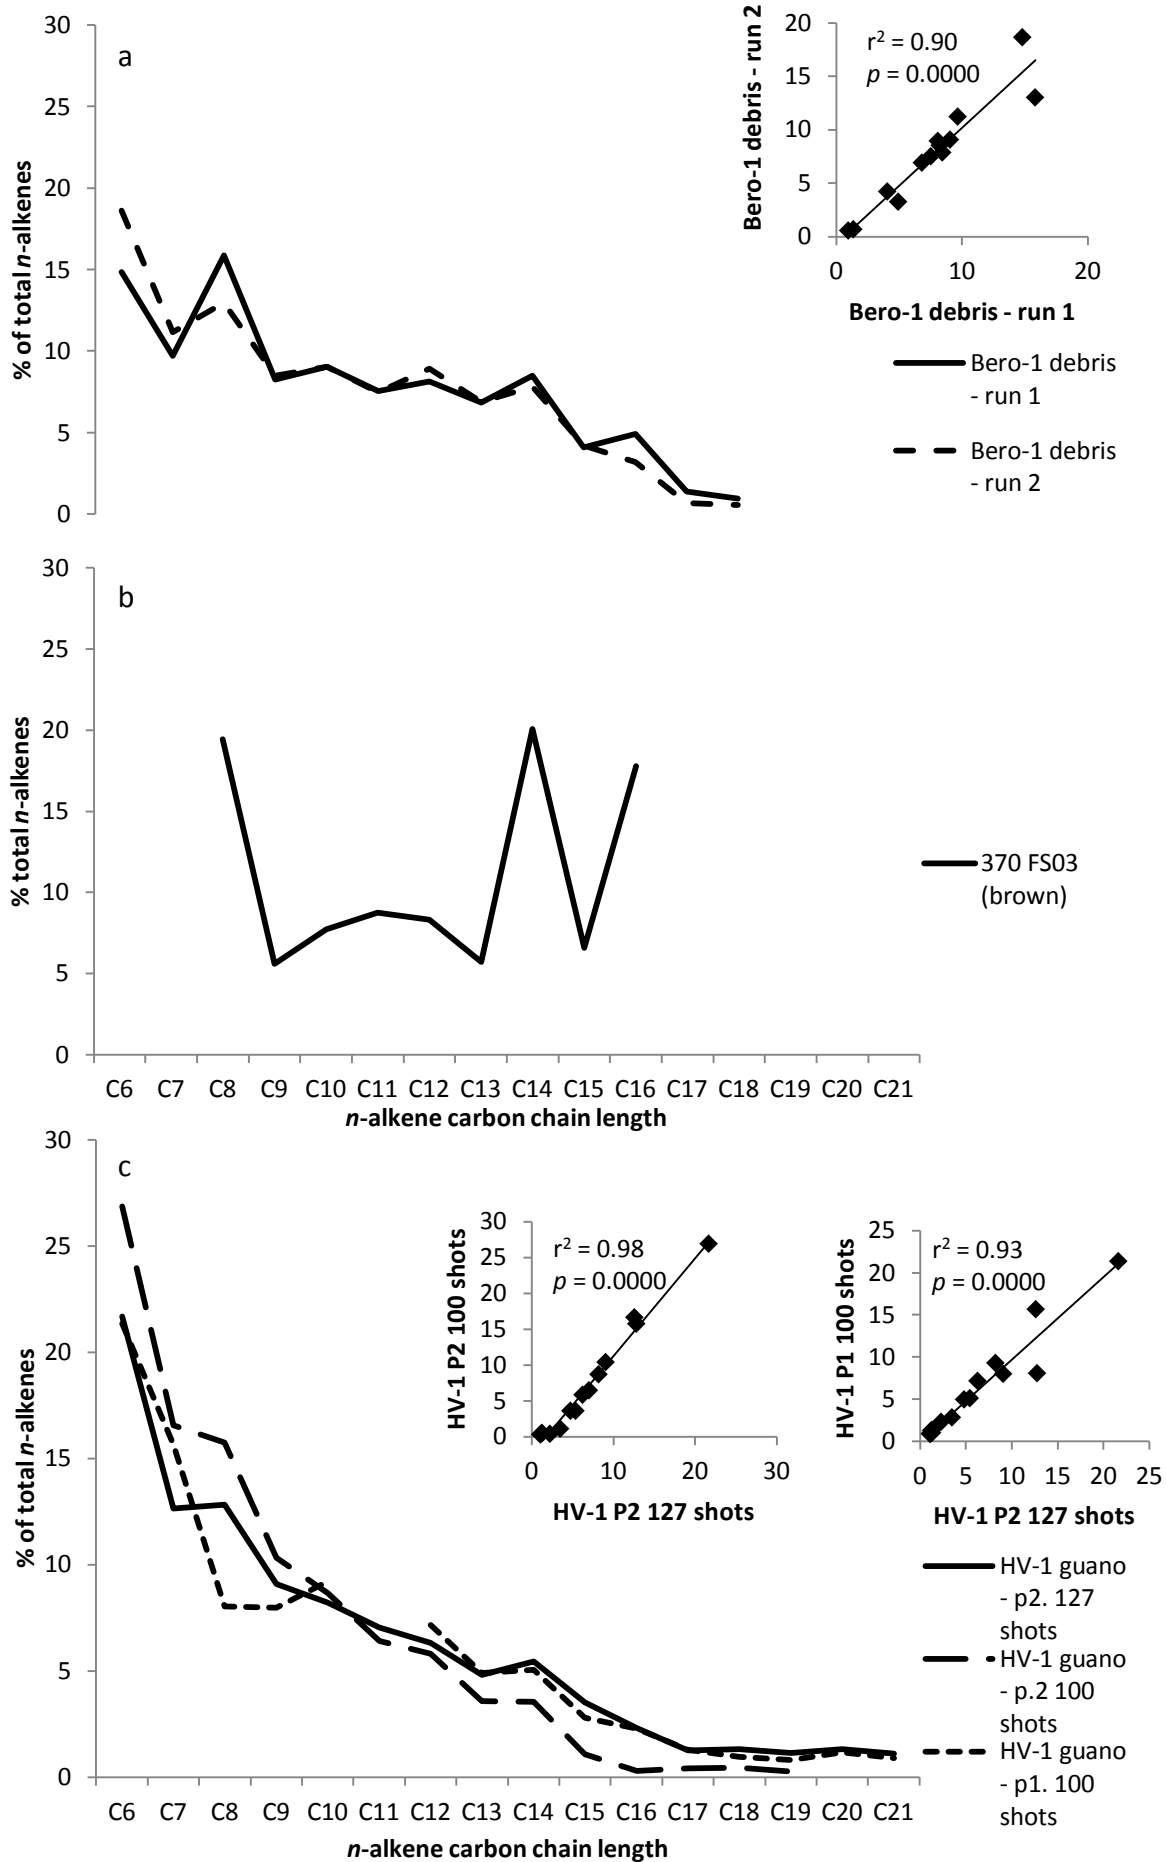 a
30
25
20
15
10
5
0
% of total n-alkenes
r² = 0.90
p = 0.0000
20
15
10
5
0
0 10 20
Bero-1 debris - run 2
Bero-1 debris - run 1
Bero-1 debris
- run 1
Bero-1 debris
- run 2
b
30
25
20
15
10
5
0
% total n-alkenes
370 FS03
(brown)
C6 C7 C8 C9 C10 C11 C12 C13 C14 C15 C16 C17 C18 C19 C20 C21
n-alkene carbon chain length
c
30
25
20
15
10
5
0
% of total n-alkenes
r² = 0.98
p = 0.0000
30
25
20
15
10
5
0
0 10 20 30
HV-1 P2 100 shots
HV-1 P2 127 shots
r² = 0.93
p = 0.0000
25
20
15
10
5
0
0 5 10 15 20 25
HV-1 P1 100 shots
HV-1 P2 127 shots
HV-1 guano
- p2. 127
shots
HV-1 guano
- p.2 100
shots
HV-1 guano
- p1. 100
shots
C6 C7 C8 C9 C10 C11 C12 C13 C14 C15 C16 C17 C18 C19 C20 C21
n-alkene carbon chain length